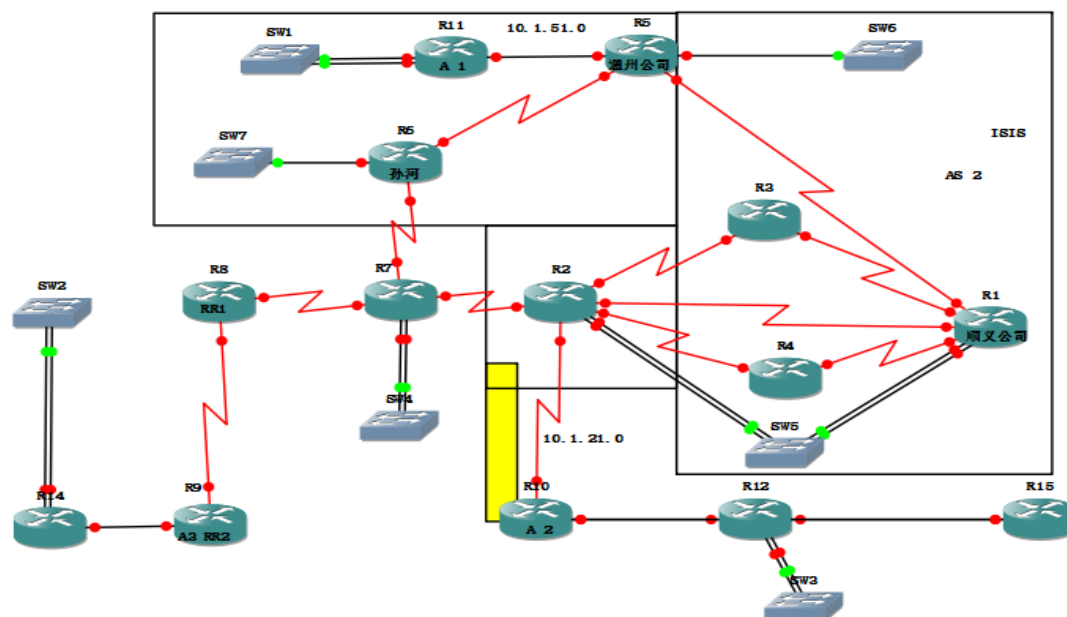 R11
R5
SW1
10.1.51.0
SW6
A 1
通州公司
R6
SW7
孙河
ISIS
AS 2
R3
R8
R7
R2
SW2
RR1
R1
R4
顺义公司
SW4
SW5
10.1.21.0
R14
R9
R10
R12
R15
A3 RR2
A 2
SW3